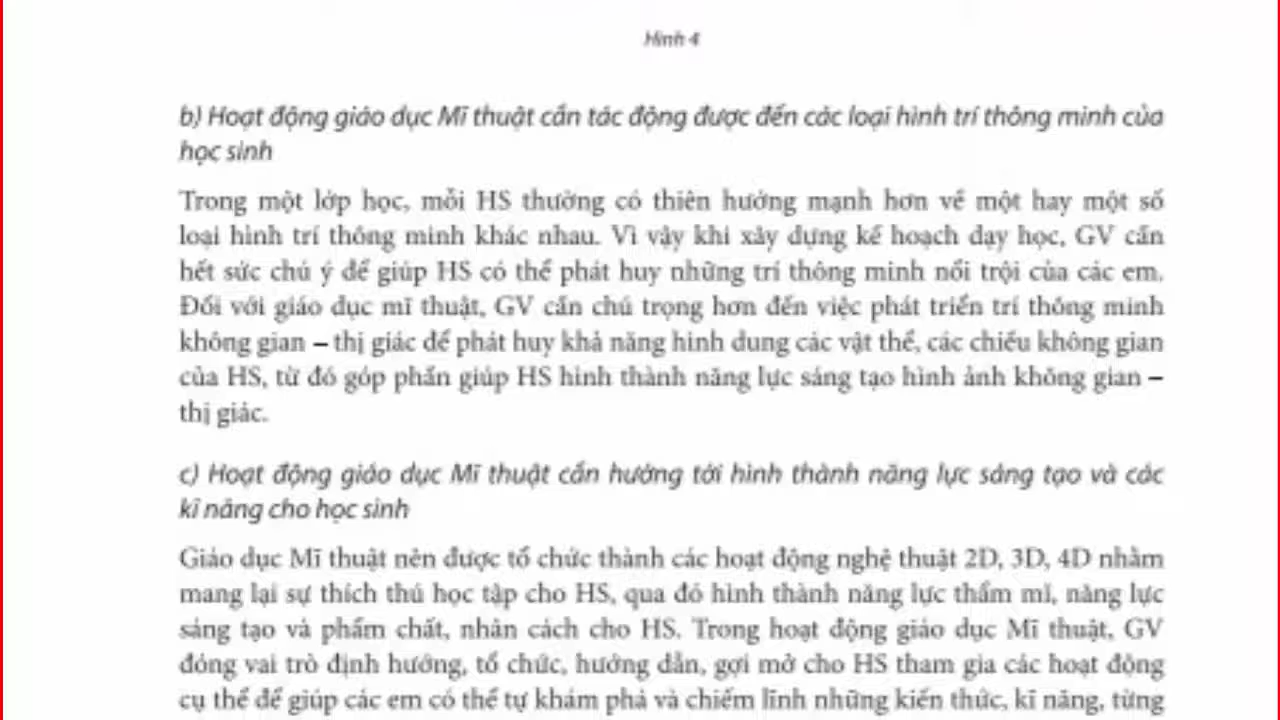 Hình 4
b) Hoạt động giáo dục Mĩ thuật cần tác động được đến các loại hình trí thông minh của
học sinh
Trong một lớp học, mỗi HS thường có thiên hướng mạnh hơn về một hay một số
loại hình trí thông minh khác nhau. Vì vậy khi xây dựng kế hoạch dạy học, GV cần
hết sức chú ý để giúp HS có thể phát huy những trí thông minh nổi trội của các em.
Đối với giáo dục mĩ thuật, GV cần chú trọng hơn đến việc phát triển trí thông minh
không gian – thị giác để phát huy khả năng hình dung các vật thể, các chiều không gian
của HS, từ đó góp phần giúp HS hình thành năng lực sáng tạo hình ảnh không gian –
thị giác.
c) Hoạt động giáo dục Mĩ thuật cần hướng tới hình thành năng lực sáng tạo và các
kĩ năng cho học sinh
Giáo dục Mĩ thuật nên được tổ chức thành các hoạt động nghệ thuật 2D, 3D, 4D nhằm
mang lại sự thích thú học tập cho HS, qua đó hình thành năng lực thẩm mĩ, năng lực
sáng tạo và phẩm chất, nhân cách cho HS. Trong hoạt động giáo dục Mĩ thuật, GV
đóng vai trò định hướng, tổ chức, hướng dẫn, gợi mở cho HS tham gia các hoạt động
cụ thể để giúp các em có thể tự khám phá và chiếm lĩnh những kiến thức, kĩ năng, từng